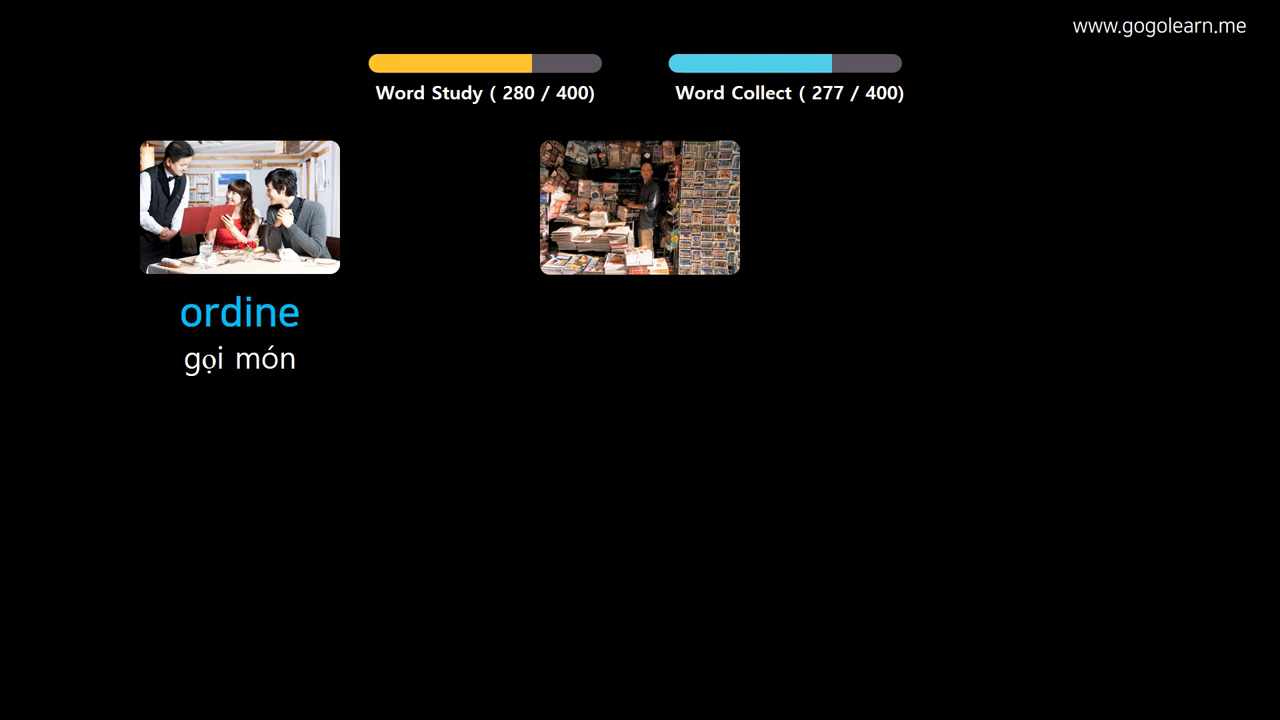 www.gogolearn.me
Word Study ( 280 / 400)
Word Collect ( 277 / 400)
ordine
gọi món